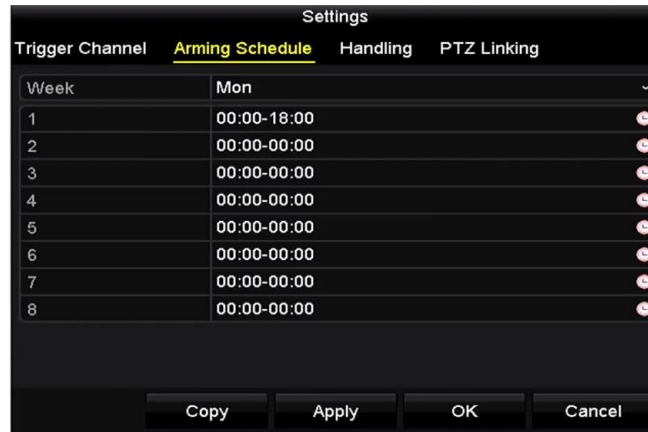 Settings
Trigger Channel Arming Schedule Handling PTZ Linking
Week Mon
1 00:00-18:00
2 00:00-00:00
3 00:00-00:00
4 00:00-00:00
5 00:00-00:00
6 00:00-00:00
7 00:00-00:00
8 00:00-00:00
Copy Apply OK Cancel